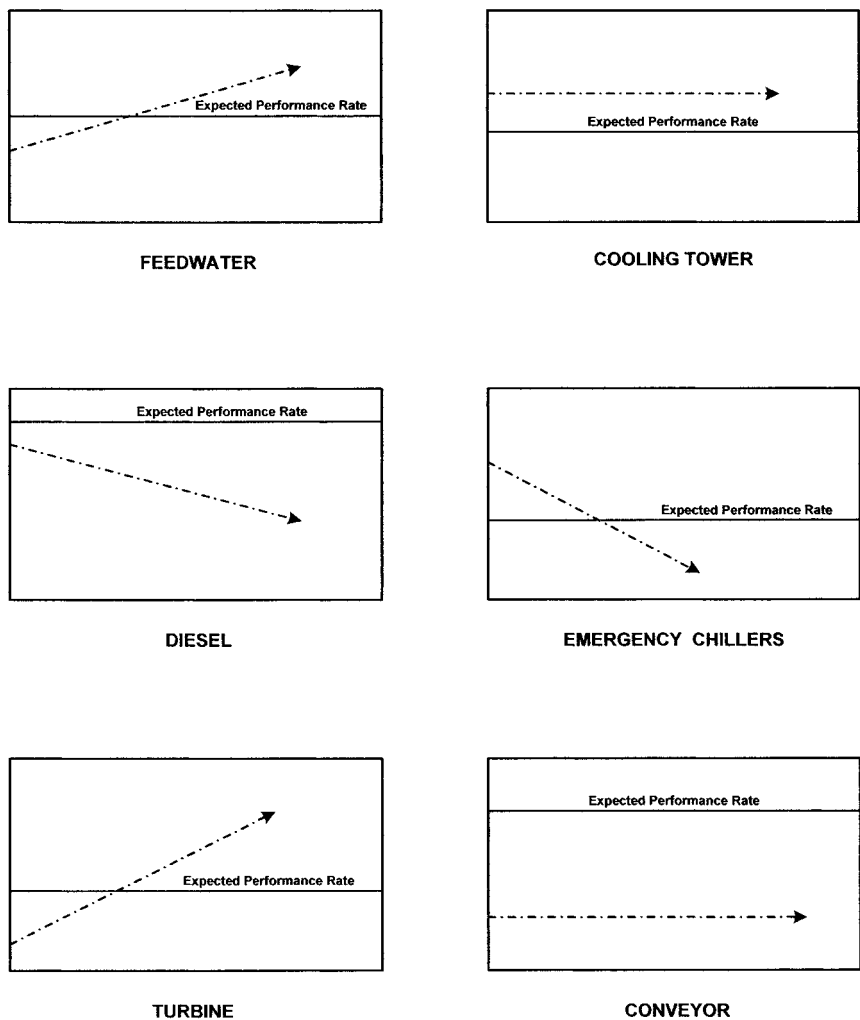 Expected Performance Rate
FEEDWATER
Expected Performance Rate
COOLING TOWER
Expected Performance Rate
DIESEL
Expected Performance Rate
EMERGENCY CHILLERS
Expected Performance Rate
TURBINE
Expected Performance Rate
CONVEYOR